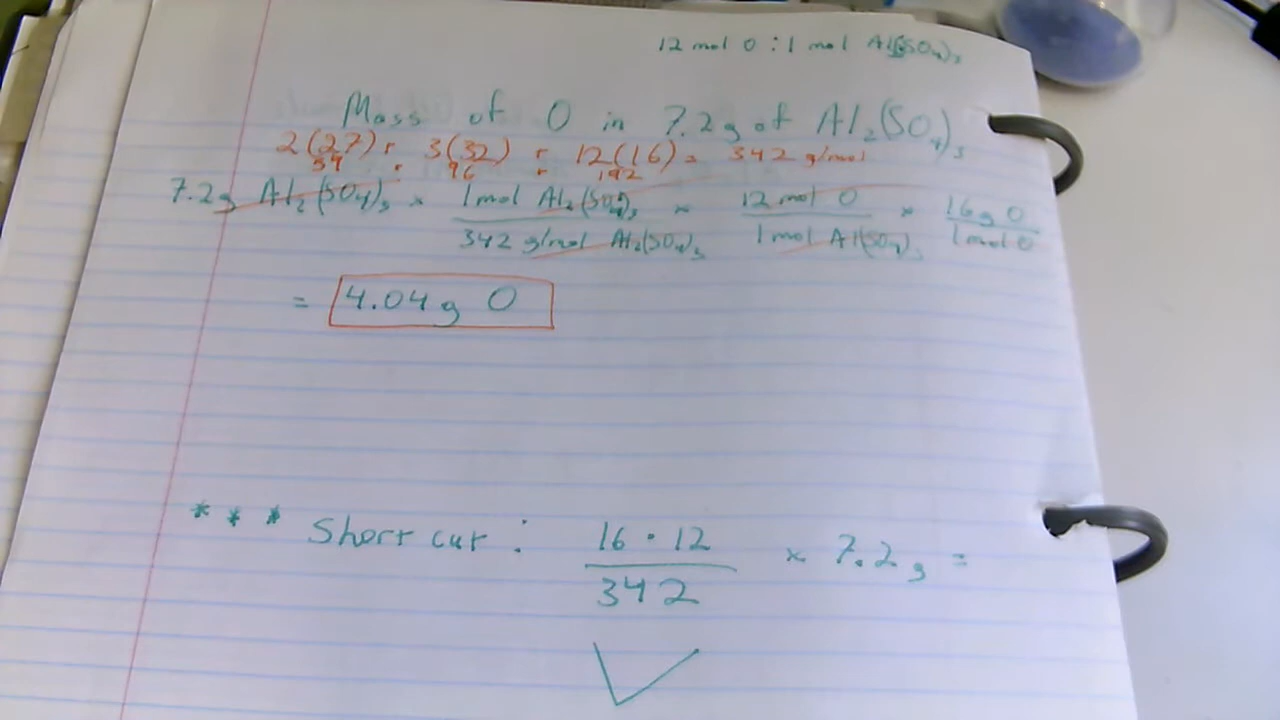 12 mol O : 1 mol Al(SO₄)₃
Mass of O in 7.2g of Al₂(SO₄)₃
2(27) + 3(32) + 12(16) = 342 g/mol
54 + 96 + 192
7.2g Al₂(SO₄)₃ × 1mol Al₂(SO₄)₃ / 342 g/mol Al₂(SO₄)₃ × 12 mol O / 1 mol Al(SO₄)₃ × 16g O / 1mol O
= 4.04g O
*** Short cut: 16 · 12 / 342 × 7.2g =